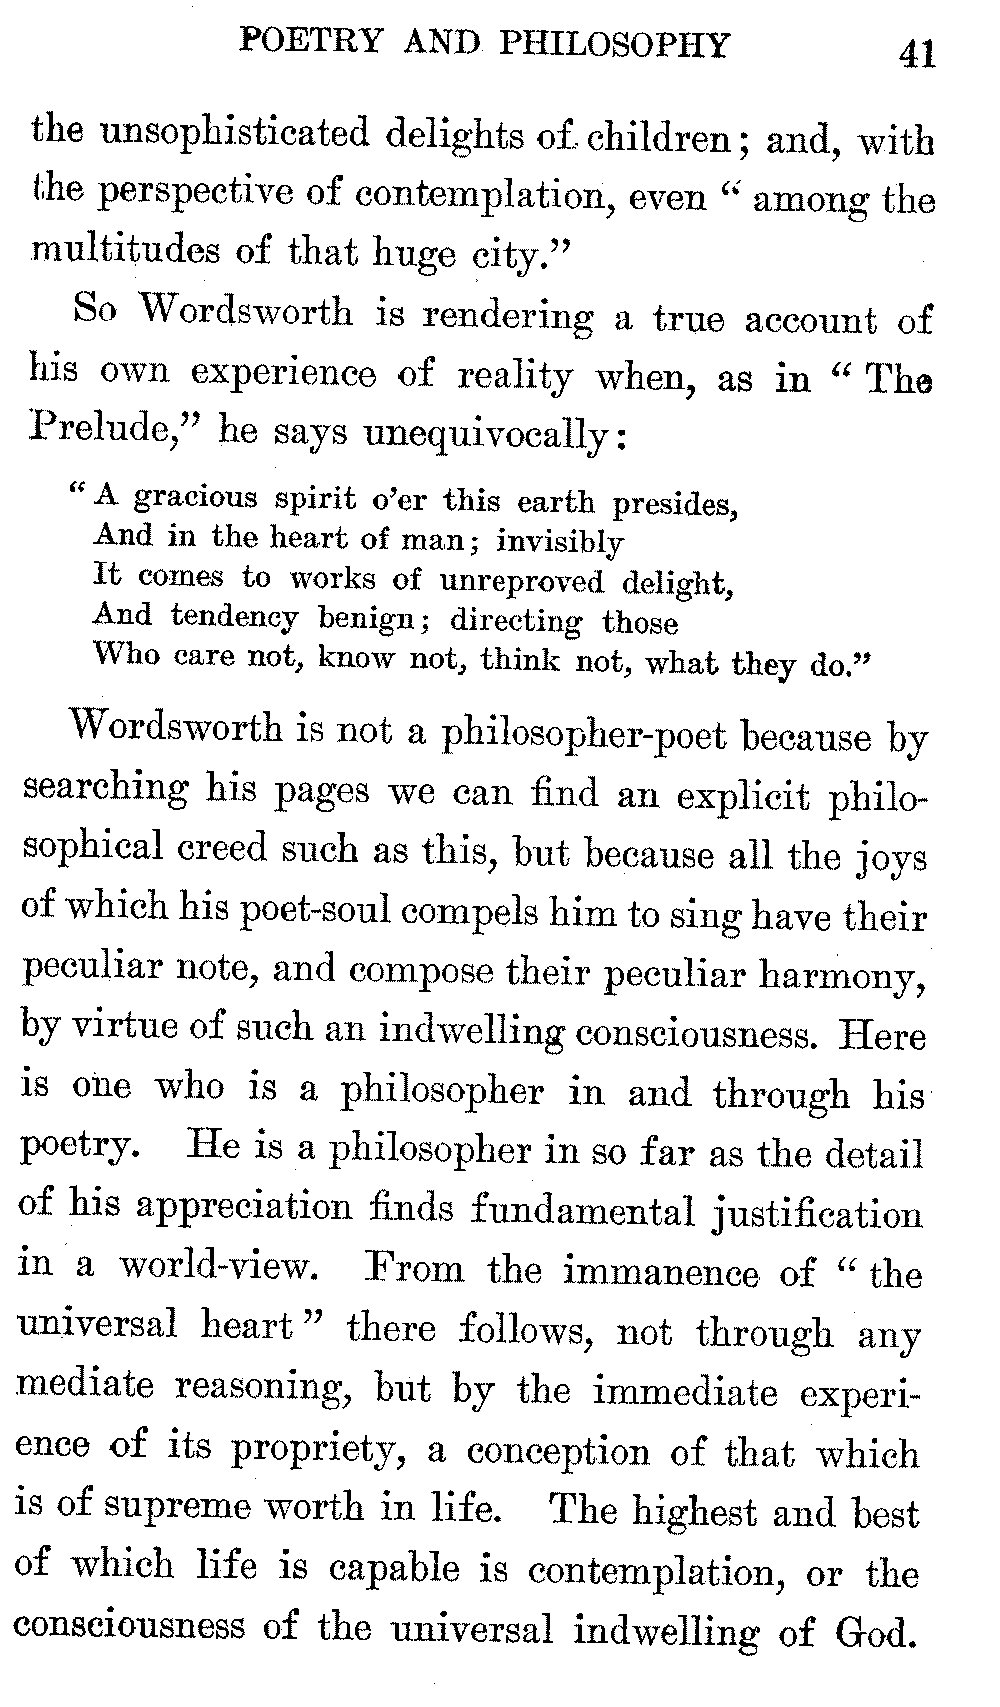 POETRY AND PHILOSOPHY 41
the unsophisticated delights of children; and, with
the perspective of contemplation, even “ among the
multitudes of that huge city.”
So Wordsworth is rendering a true account of
his own experience of reality when, as in “ The
Prelude,” he says unequivocally:
“ A gracious spirit o’er this earth presides,
And in the heart of man; invisibly
It comes to works of unreproved delight,
And tendency benign; directing those
Who care not, know not, think not, what they do.”
Wordsworth is not a philosopher-poet because by
searching his pages we can find an explicit philo-
sophical creed such as this, but because all the joys
of which his poet-soul compels him to sing have their
peculiar note, and compose their peculiar harmony,
by virtue of such an indwelling consciousness. Here
is one who is a philosopher in and through his
poetry. He is a philosopher in so far as the detail
of his appreciation finds fundamental justification
in a world-view. From the immanence of “ the
universal heart ” there follows, not through any
mediate reasoning, but by the immediate experi-
ence of its propriety, a conception of that which
is of supreme worth in life. The highest and best
of which life is capable is contemplation, or the
consciousness of the universal indwelling of God.